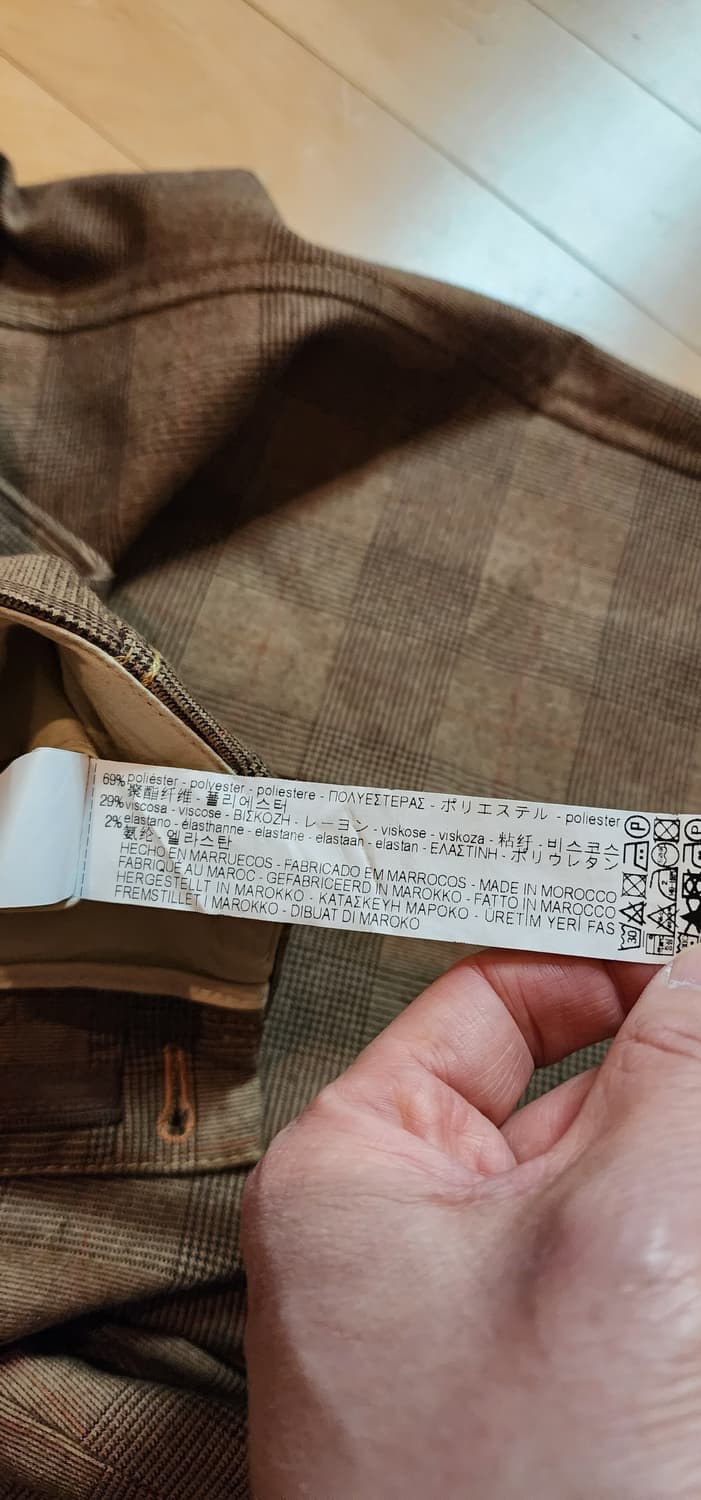 69% poliéster - polyester - poliestere - ΠΟΛΥΕΣΤΕΡΑΣ - ポリエステル - poliester
聚酯纤维 - 폴리에스터
29% viscosa - viscose - ΒΙΣΚΟΖΗ - レーヨン - viskose - viskoza - 粘纤 - 비스코스
2% elastano - élasthanne - elastane - elastaan - elastan - ΕΛΑΣΤΙΝΗ - ポリウレタン
氨纶 - 엘라스탄
HECHO EN MARRUECOS - FABRICADO EM MARROCOS - MADE IN MOROCCO
FABRIQUE AU MAROC - GEFABRICEERD IN MAROKKO - FATTO IN MAROCCO
HERGESTELLT IN MAROKKO - ΚΑΤΑΣΚΕΥΗ ΜΑΡΟΚΟ - ÜRETİM YERİ FAS
FREMSTILLET I MAROKKO - DIBUAT DI MAROKO